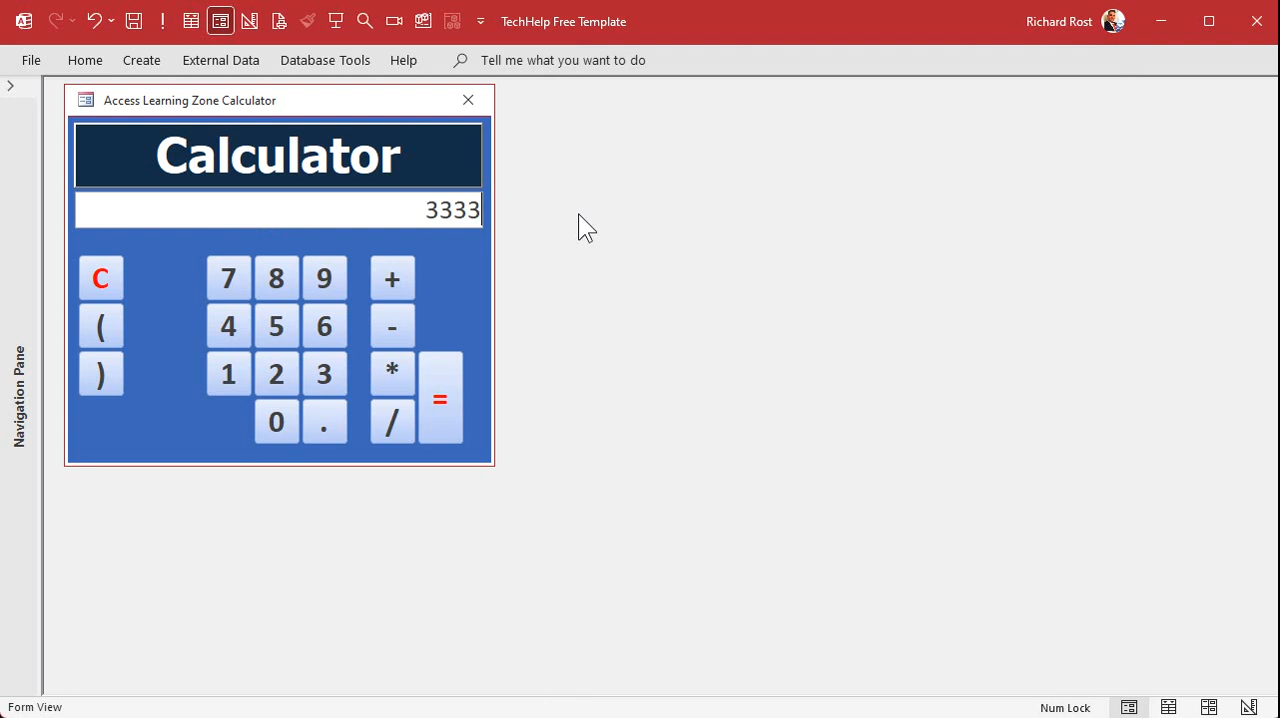 TechHelp Free Template
Richard Rost
File Home Create External Data Database Tools Help Tell me what you want to do
Access Learning Zone Calculator
Calculator
3333
C 7 8 9 +
( 4 5 6 -
) 1 2 3 *
0 . / =
Navigation Pane
Form View
Num Lock